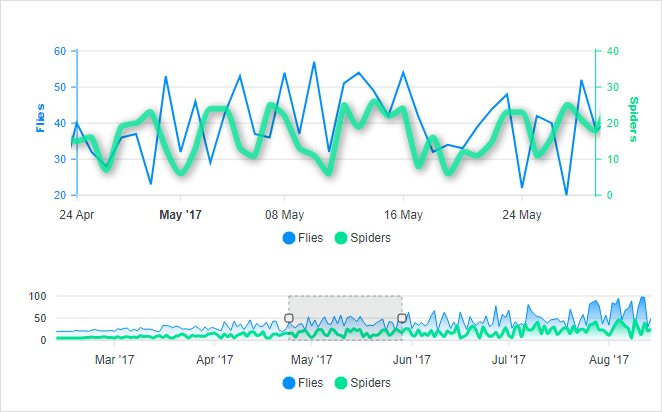 60
50
40
30
20
Flies
40
30
20
10
0
Spiders
24 Apr May '17 08 May 16 May 24 May
Flies Spiders
100
50
0
Mar '17 Apr '17 May '17 Jun '17 Jul '17 Aug '17
Flies Spiders